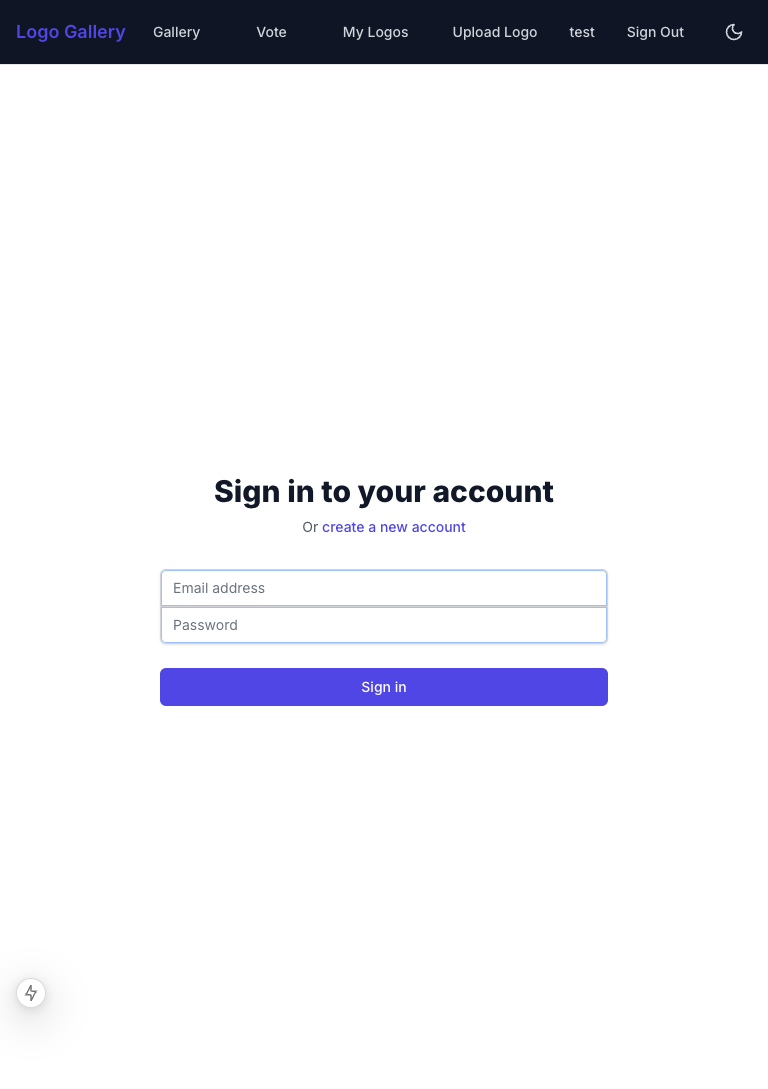 Logo Gallery Gallery Vote My Logos Upload Logo test Sign Out
Sign in to your account
Or create a new account
Email address
Password
Sign in